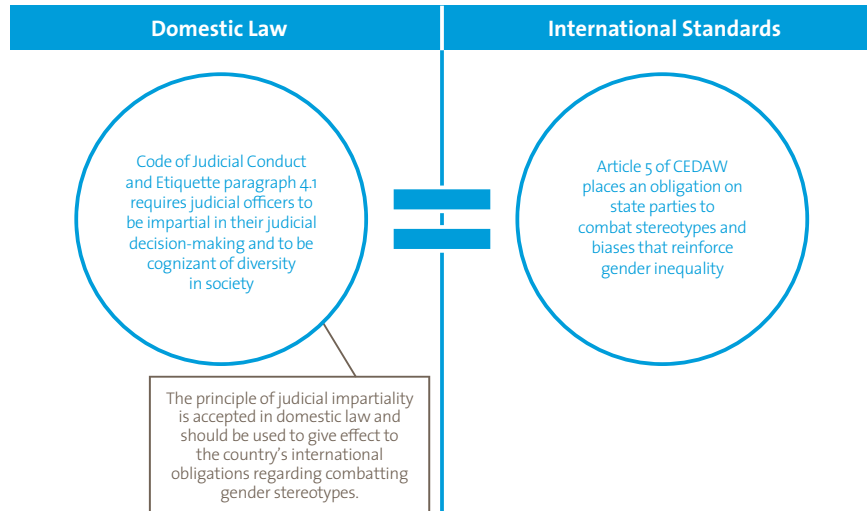 Domestic Law
International Standards
Code of Judicial Conduct
and Etiquette paragraph 4.1
requires judicial officers to
be impartial in their judicial
decision-making and to be
cognizant of diversity
in society
Article 5 of CEDAW
places an obligation on
state parties to
combat stereotypes and
biases that reinforce
gender inequality
The principle of judicial impartiality
is accepted in domestic law and
should be used to give effect to
the country's international
obligations regarding combatting
gender stereotypes.